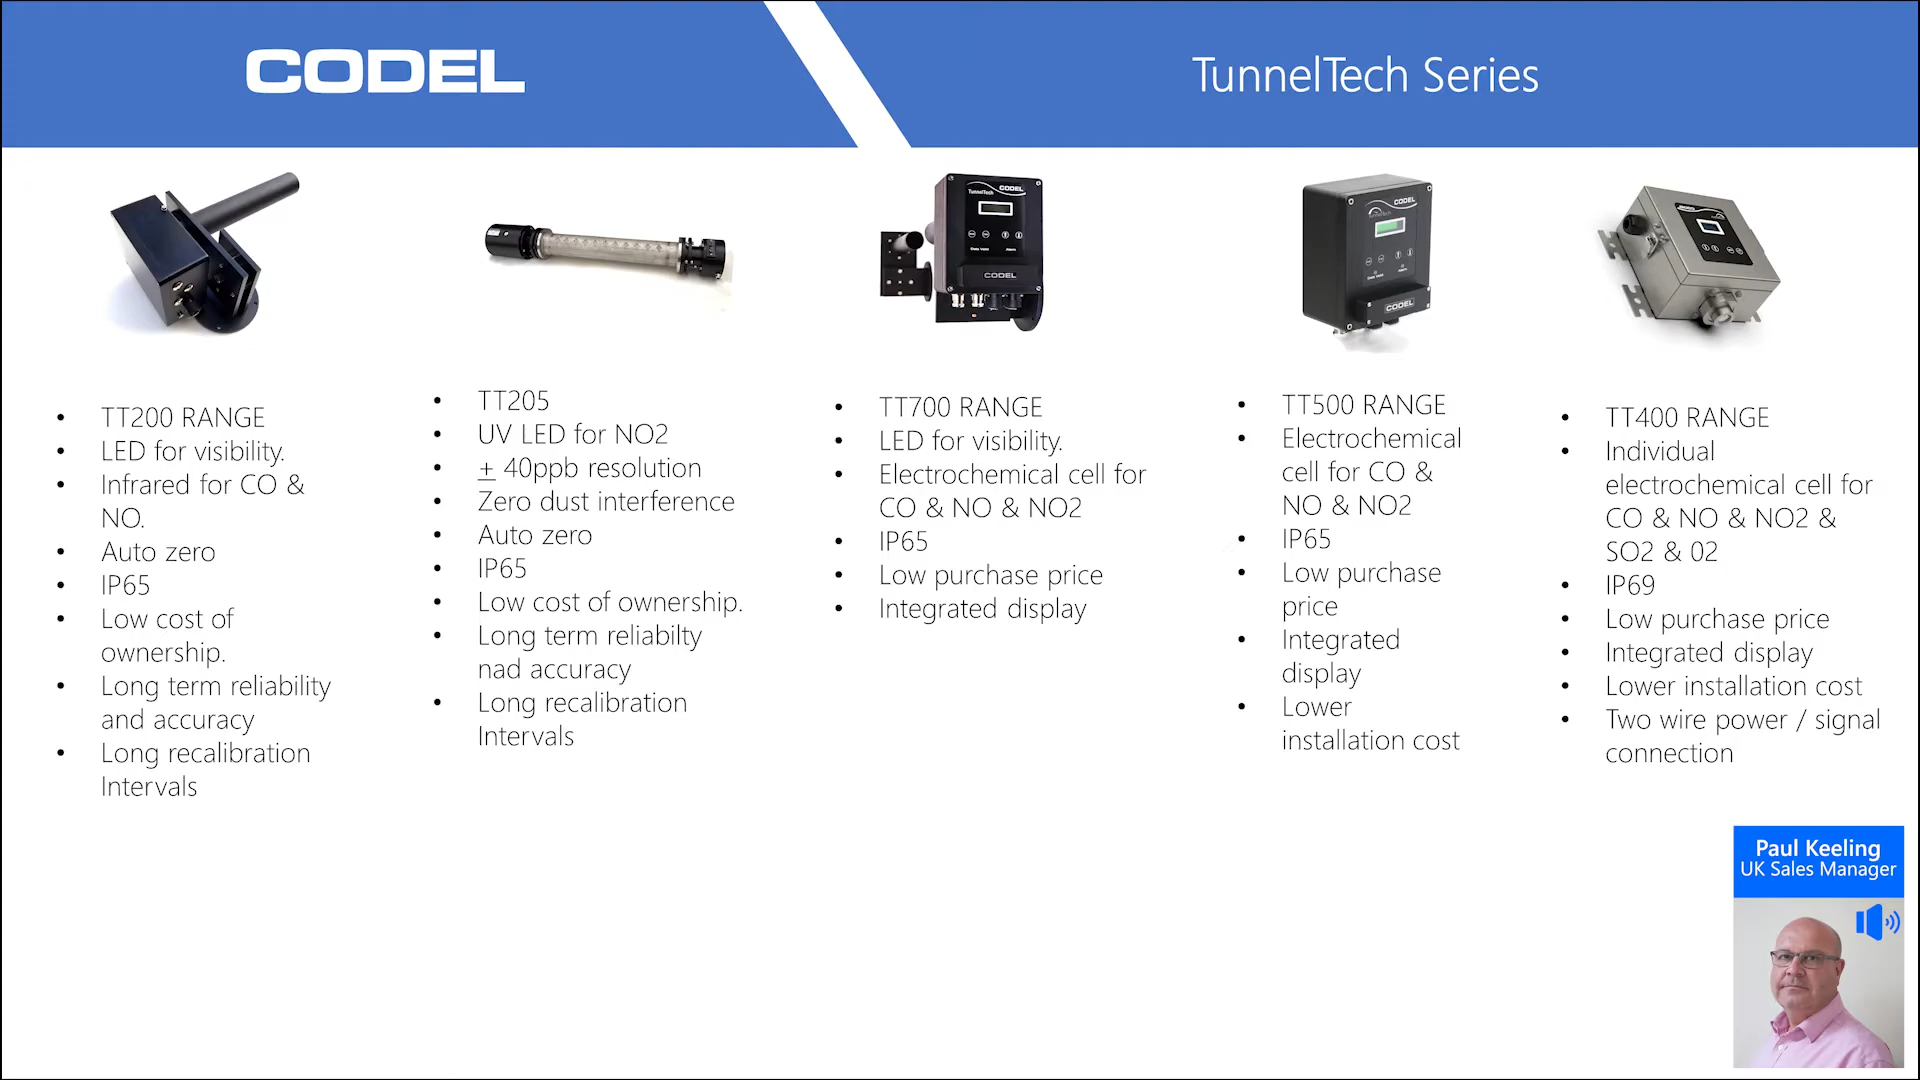 CODEL
TunnelTech Series
TunnelTech CODEL
CODEL
TunnelTech CODEL
CODEL
• TT200 RANGE
• LED for visibility.
• Infrared for CO &
NO.
• Auto zero
• IP65
• Low cost of
ownership.
• Long term reliability
and accuracy
• Long recalibration
Intervals
• TT205
• UV LED for NO2
• + 40ppb resolution
• Zero dust interference
• Auto zero
• IP65
• Low cost of ownership.
• Long term reliabilty
nad accuracy
• Long recalibration
Intervals
• TT700 RANGE
• LED for visibility.
• Electrochemical cell for
CO & NO & NO2
• IP65
• Low purchase price
• Integrated display
• TT500 RANGE
• Electrochemical
cell for CO &
NO & NO2
• IP65
• Low purchase
price
• Integrated
display
• Lower
installation cost
• TT400 RANGE
• Individual
electrochemical cell for
CO & NO & NO2 &
SO2 & 02
• IP69
• Low purchase price
• Integrated display
• Lower installation cost
• Two wire power / signal
connection
Paul Keeling
UK Sales Manager